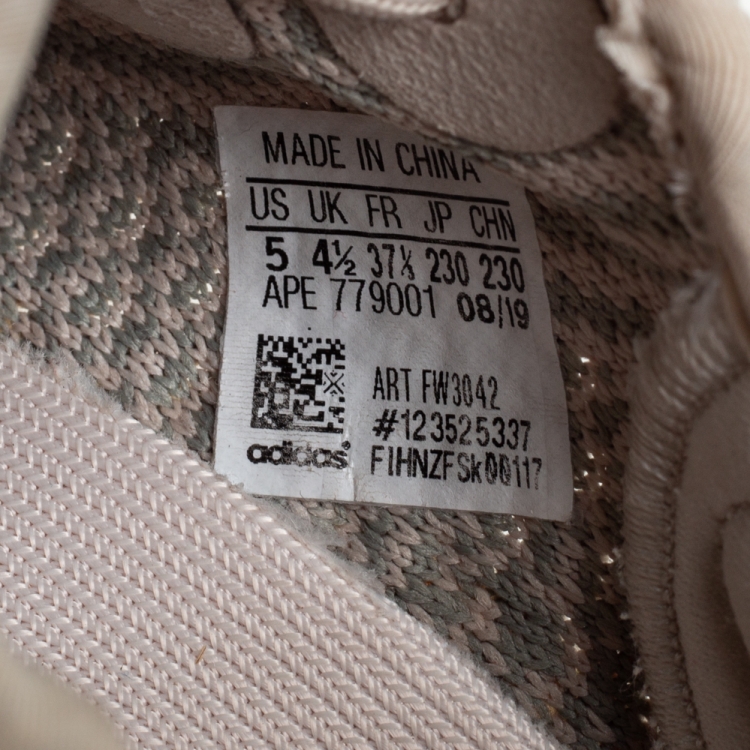 MADE IN CHINA
US UK FR JP CHN
5 4½ 37⅓ 230 230
APE 779001 08/19
ART FW3042
#123525337
adidas